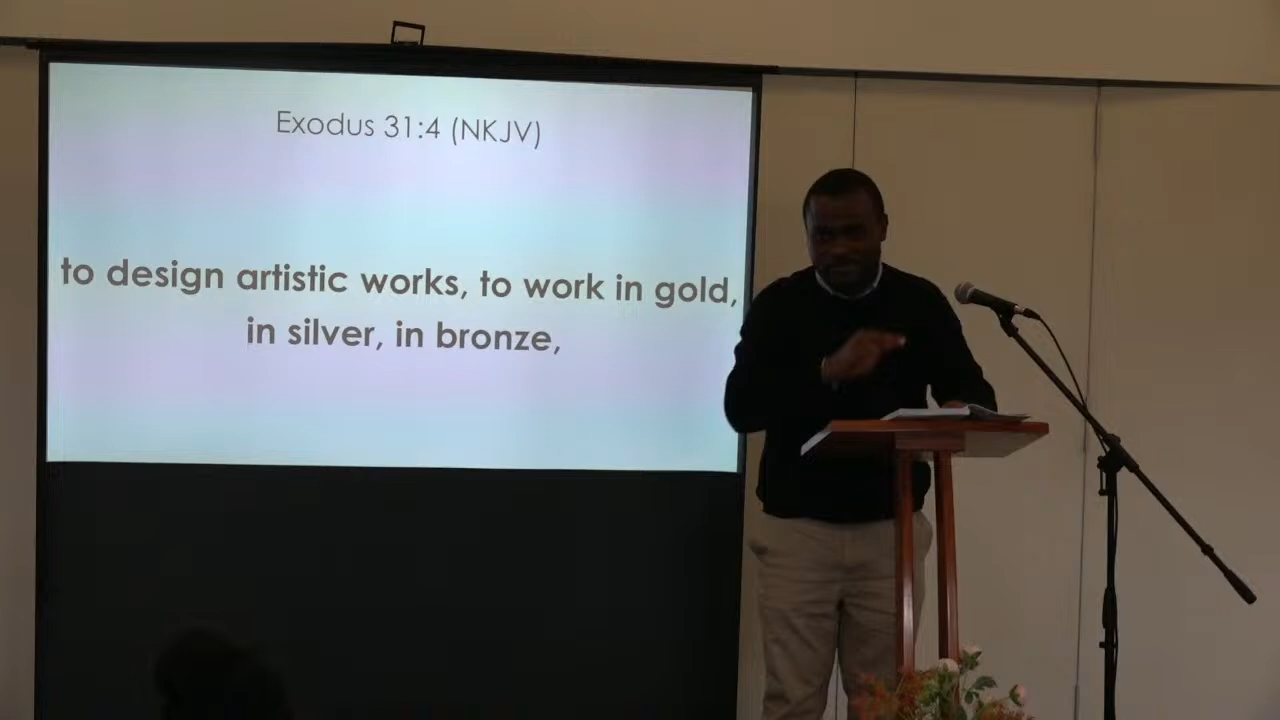 Exodus 31:4 (NKJV)
to design artistic works, to work in gold,
in silver, in bronze,